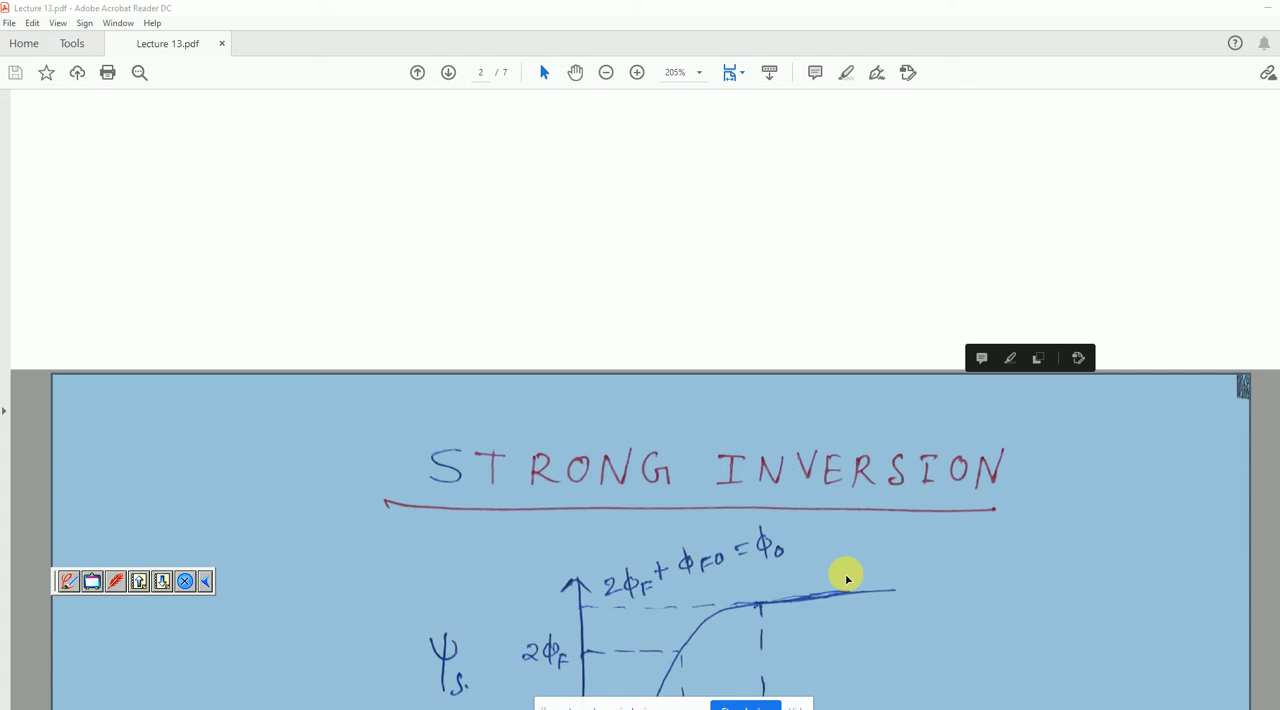 Lecture 13.pdf - Adobe Acrobat Reader DC
File Edit View Sign Window Help
Home Tools Lecture 13.pdf ×
2 / 7 205%
STRONG INVERSION
2ϕF + ϕF0 = ϕ0
2ϕF
ψs.